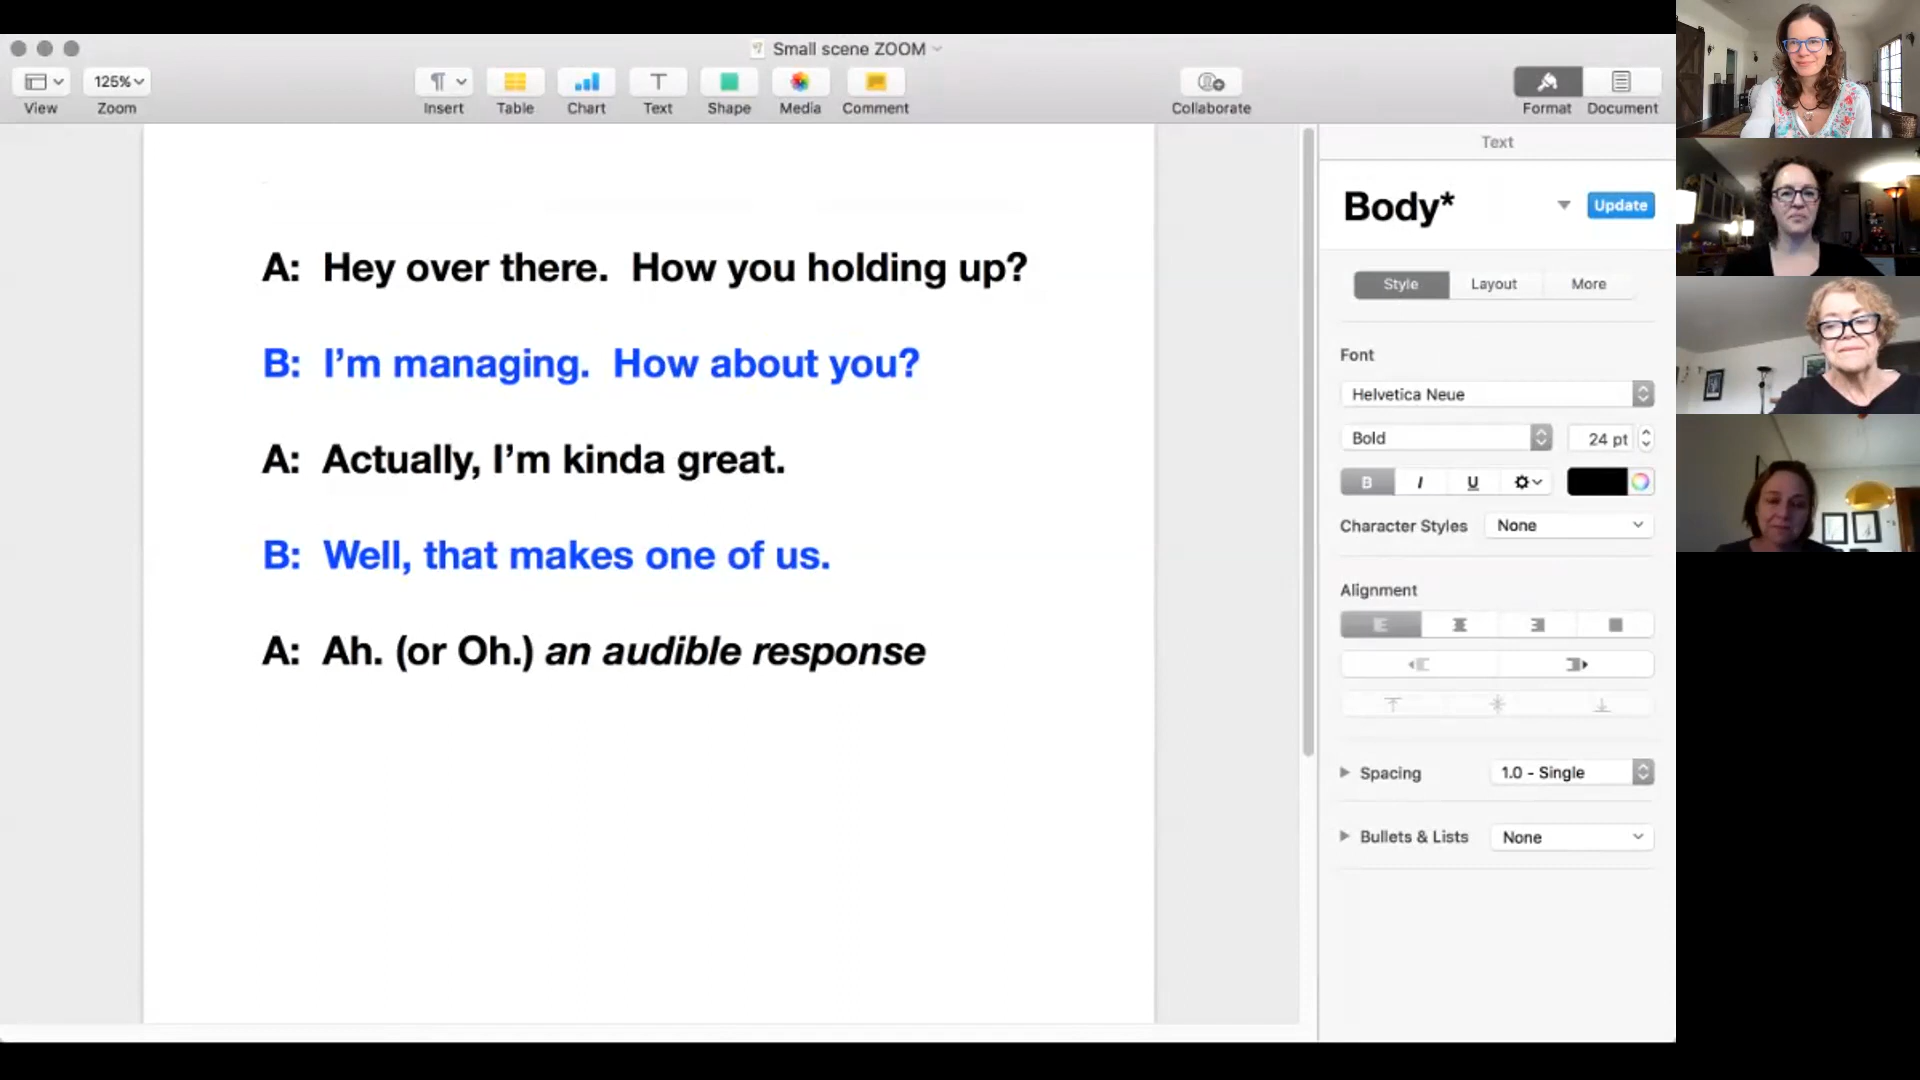 Small scene ZOOM
125%
View
Zoom
Insert
Table
Chart
Text
Shape
Media
Comment
Collaborate
Format
Document
Text
Body*
Update
Style
Layout
More
Font
Helvetica Neue
Bold
24 pt
B
I
U
Character Styles
None
Alignment
Spacing
1.0 - Single
Bullets & Lists
None
A: Hey over there. How you holding up?
B: I’m managing. How about you?
A: Actually, I’m kinda great.
B: Well, that makes one of us.
A: Ah. (or Oh.) an audible response